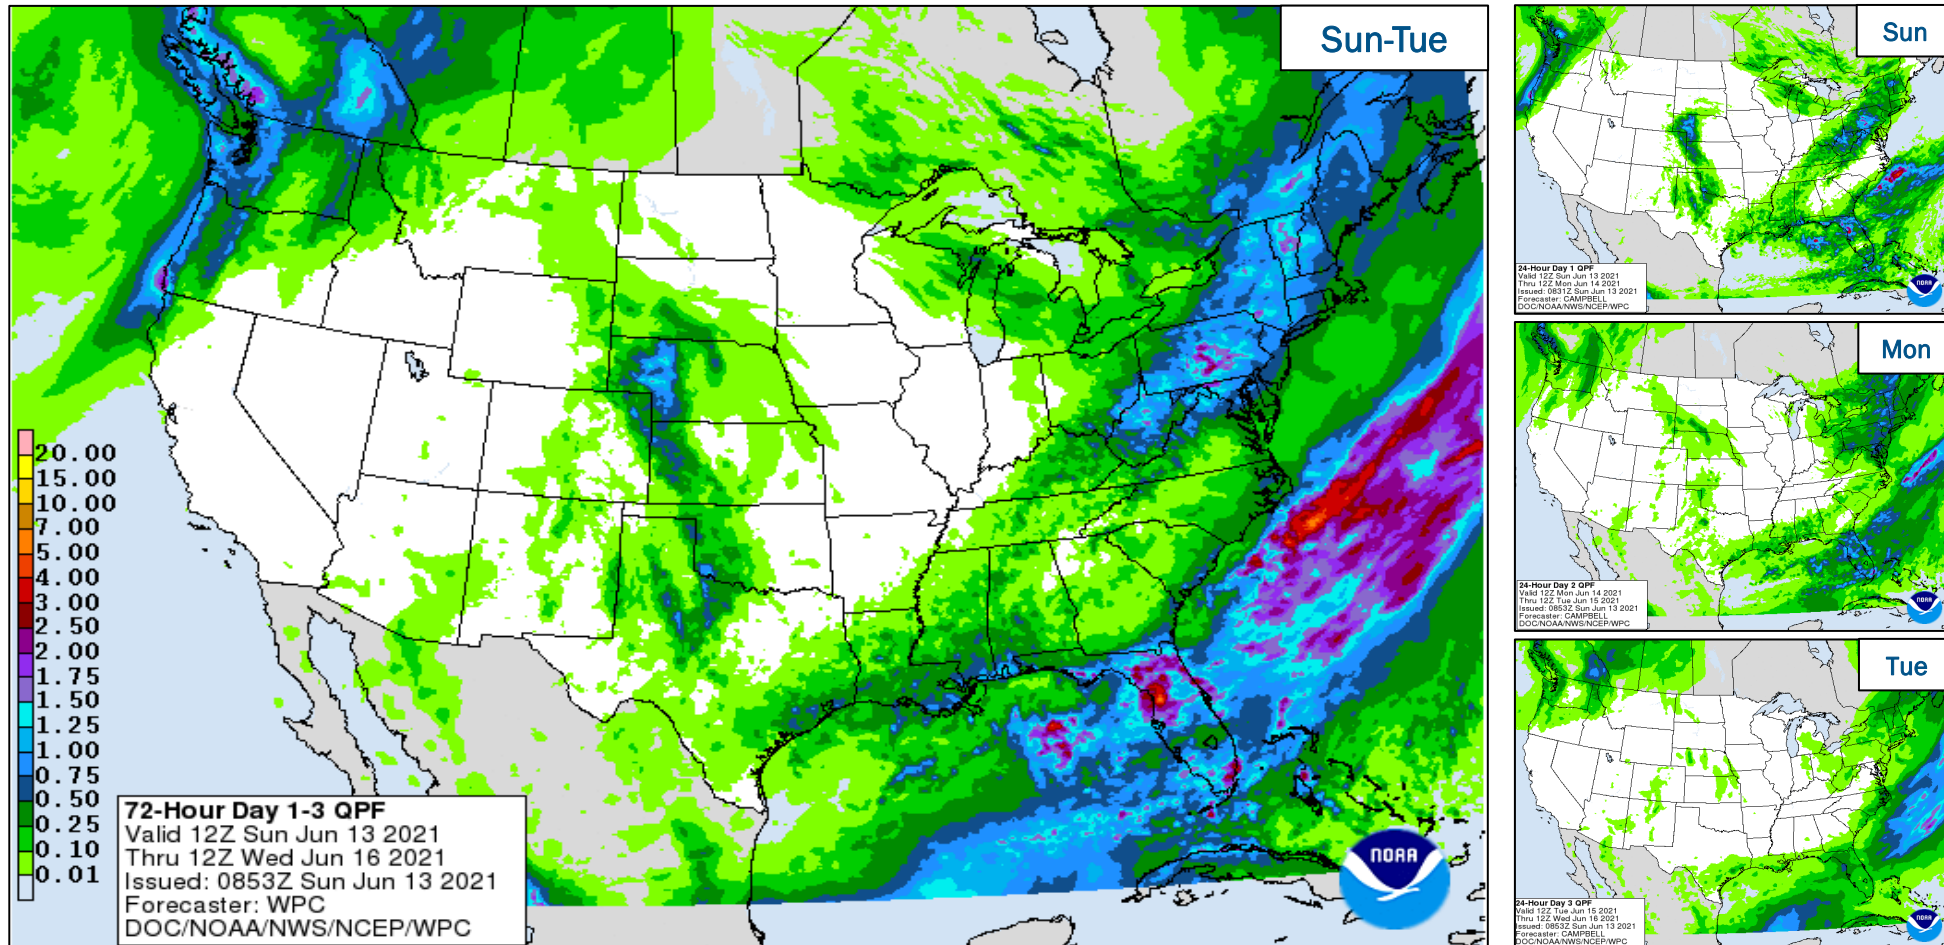 Sun-Tue
20.00
15.00
10.00
7.00
5.00
4.00
3.00
2.50
2.00
1.75
1.50
1.25
1.00
0.75
0.50
0.25
0.10
0.01
72-Hour Day 1-3 QPF
Valid 12Z Sun Jun 13 2021
Thru 12Z Wed Jun 16 2021
Issued: 0853Z Sun Jun 13 2021
Forecaster: WPC
DOC/NOAA/NWS/NCEP/WPC
NOAA
Sun
24-Hour Day 1 QPF
Valid 12Z Sun Jun 13 2021
Thru 12Z Mon Jun 14 2021
Issued: 0831Z Sun Jun 13 2021
Forecaster: CAMPBELL
DOC/NOAA/NWS/NCEP/WPC
NOAA
Mon
24-Hour Day 2 QPF
Valid 12Z Mon Jun 14 2021
Thru 12Z Tue Jun 15 2021
Issued: 0853Z Sun Jun 13 2021
Forecaster: CAMPBELL
DOC/NOAA/NWS/NCEP/WPC
NOAA
Tue
24-Hour Day 3 QPF
Valid 12Z Tue Jun 15 2021
Thru 12Z Wed Jun 16 2021
Issued: 0853Z Sun Jun 13 2021
Forecaster: CAMPBELL
DOC/NOAA/NWS/NCEP/WPC
NOAA